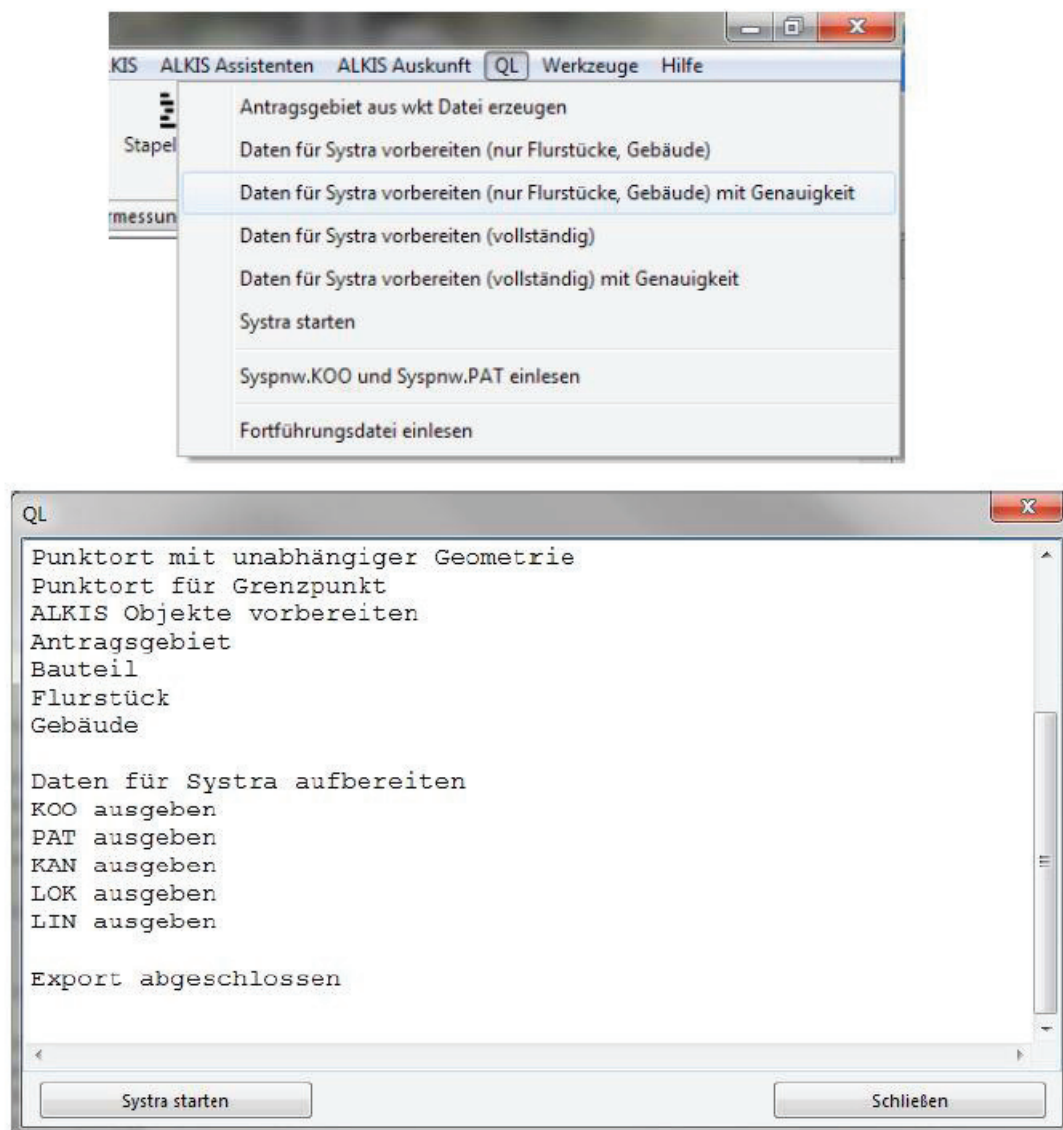 KIS ALKIS Assistenten ALKIS Auskunft QL Werkzeuge Hilfe
Stapel
rmessun
Antragsgebiet aus wkt Datei erzeugen
Daten für Systra vorbereiten (nur Flurstücke, Gebäude)
Daten für Systra vorbereiten (nur Flurstücke, Gebäude) mit Genauigkeit
Daten für Systra vorbereiten (vollständig)
Daten für Systra vorbereiten (vollständig) mit Genauigkeit
Systra starten
Syspnw.KOO und Syspnw.PAT einlesen
Fortführungsdatei einlesen
QL
Punktort mit unabhängiger Geometrie
Punktort für Grenzpunkt
ALKIS Objekte vorbereiten
Antragsgebiet
Bauteil
Flurstück
Gebäude
Daten für Systra aufbereiten
KOO ausgeben
PAT ausgeben
KAN ausgeben
LOK ausgeben
LIN ausgeben
Export abgeschlossen
Systra starten Schließen